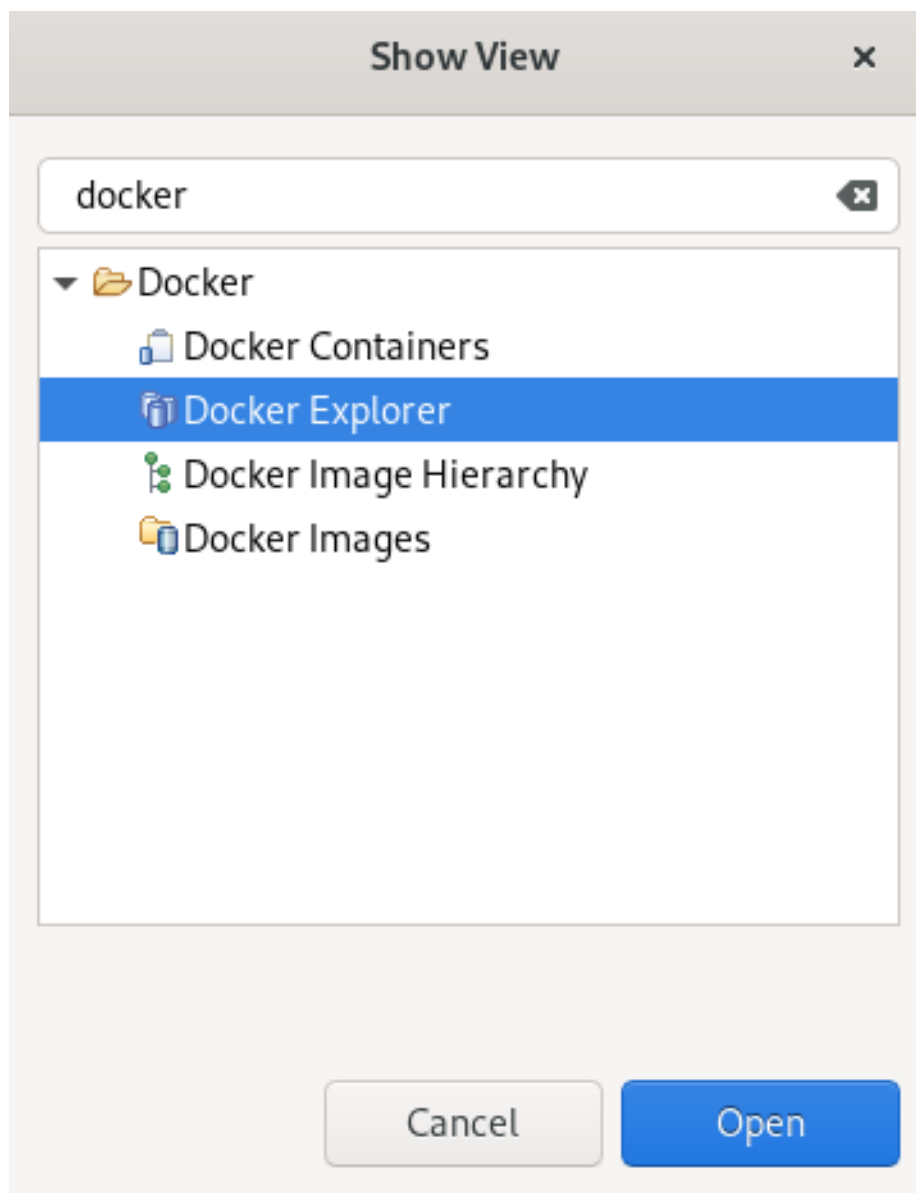 Show View
docker
Docker
Docker Containers
Docker Explorer
Docker Image Hierarchy
Docker Images
Cancel
Open